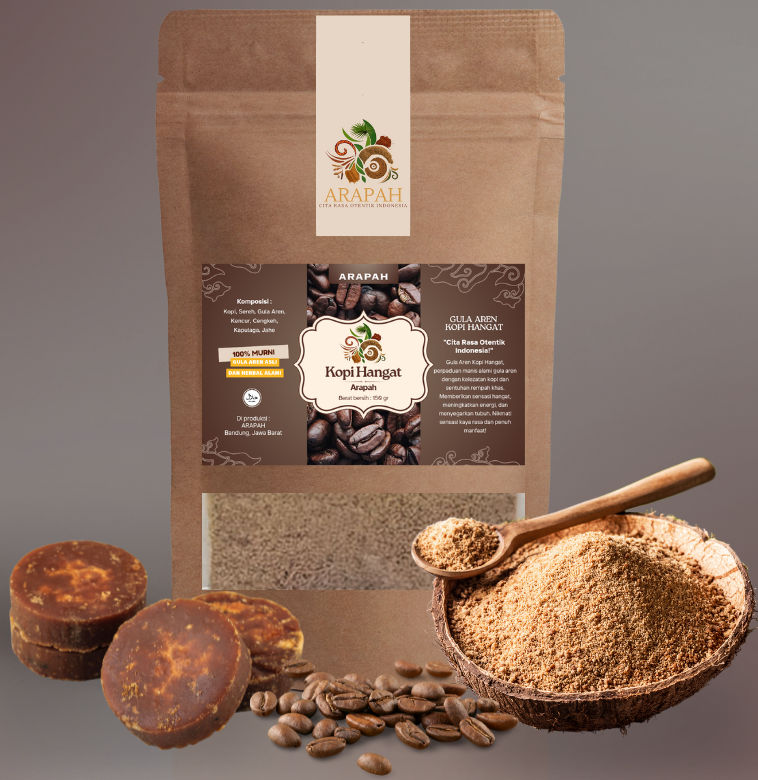 ARAPAH
CITA RASA OTENTIK INDONESIA
ARAPAH
Komposisi :
Kopi, Sereh, Gula Aren,
Kencur, Cengkeh,
Kapulaga, Jahe
100% MURNI
GULA AREN ASLI
DAN HERBAL ALAMI
Di produksi :
ARAPAH
Bandung, Jawa Barat
Kopi Hangat
Arapah
Berat bersih : 150 gr
GULA AREN
KOPI HANGAT
"Cita Rasa Otentik
Indonesia!"
Gula Aren Kopi Hangat,
perpaduan manis alami gula aren
dengan kelezatan kopi dan
sentuhan rempah khas.
Memberikan sensasi hangat,
meningkatkan energi, dan
menyegarkan tubuh. Nikmati
sensasi kaya rasa dan penuh
manfaat!